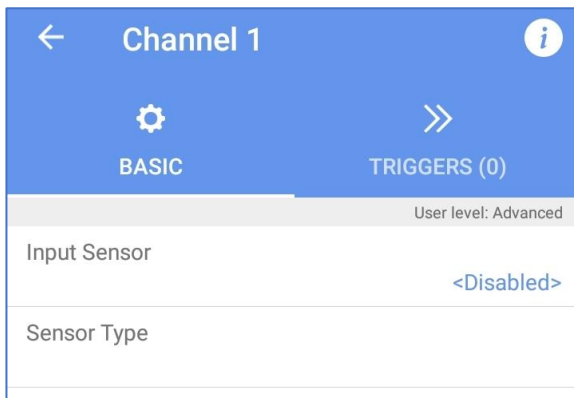 Channel 1
i
BASIC
TRIGGERS (0)
User level: Advanced
Input Sensor
<Disabled>
Sensor Type